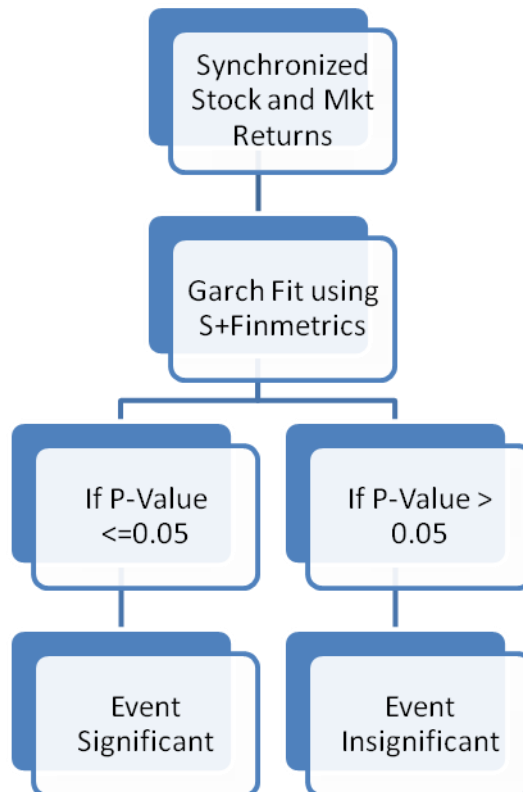 Synchronized
Stock and Mkt
Returns
Garch Fit using
S+Finmetrics
If P-Value
<=0.05
If P-Value >
0.05
Event
Significant
Event
Insignificant